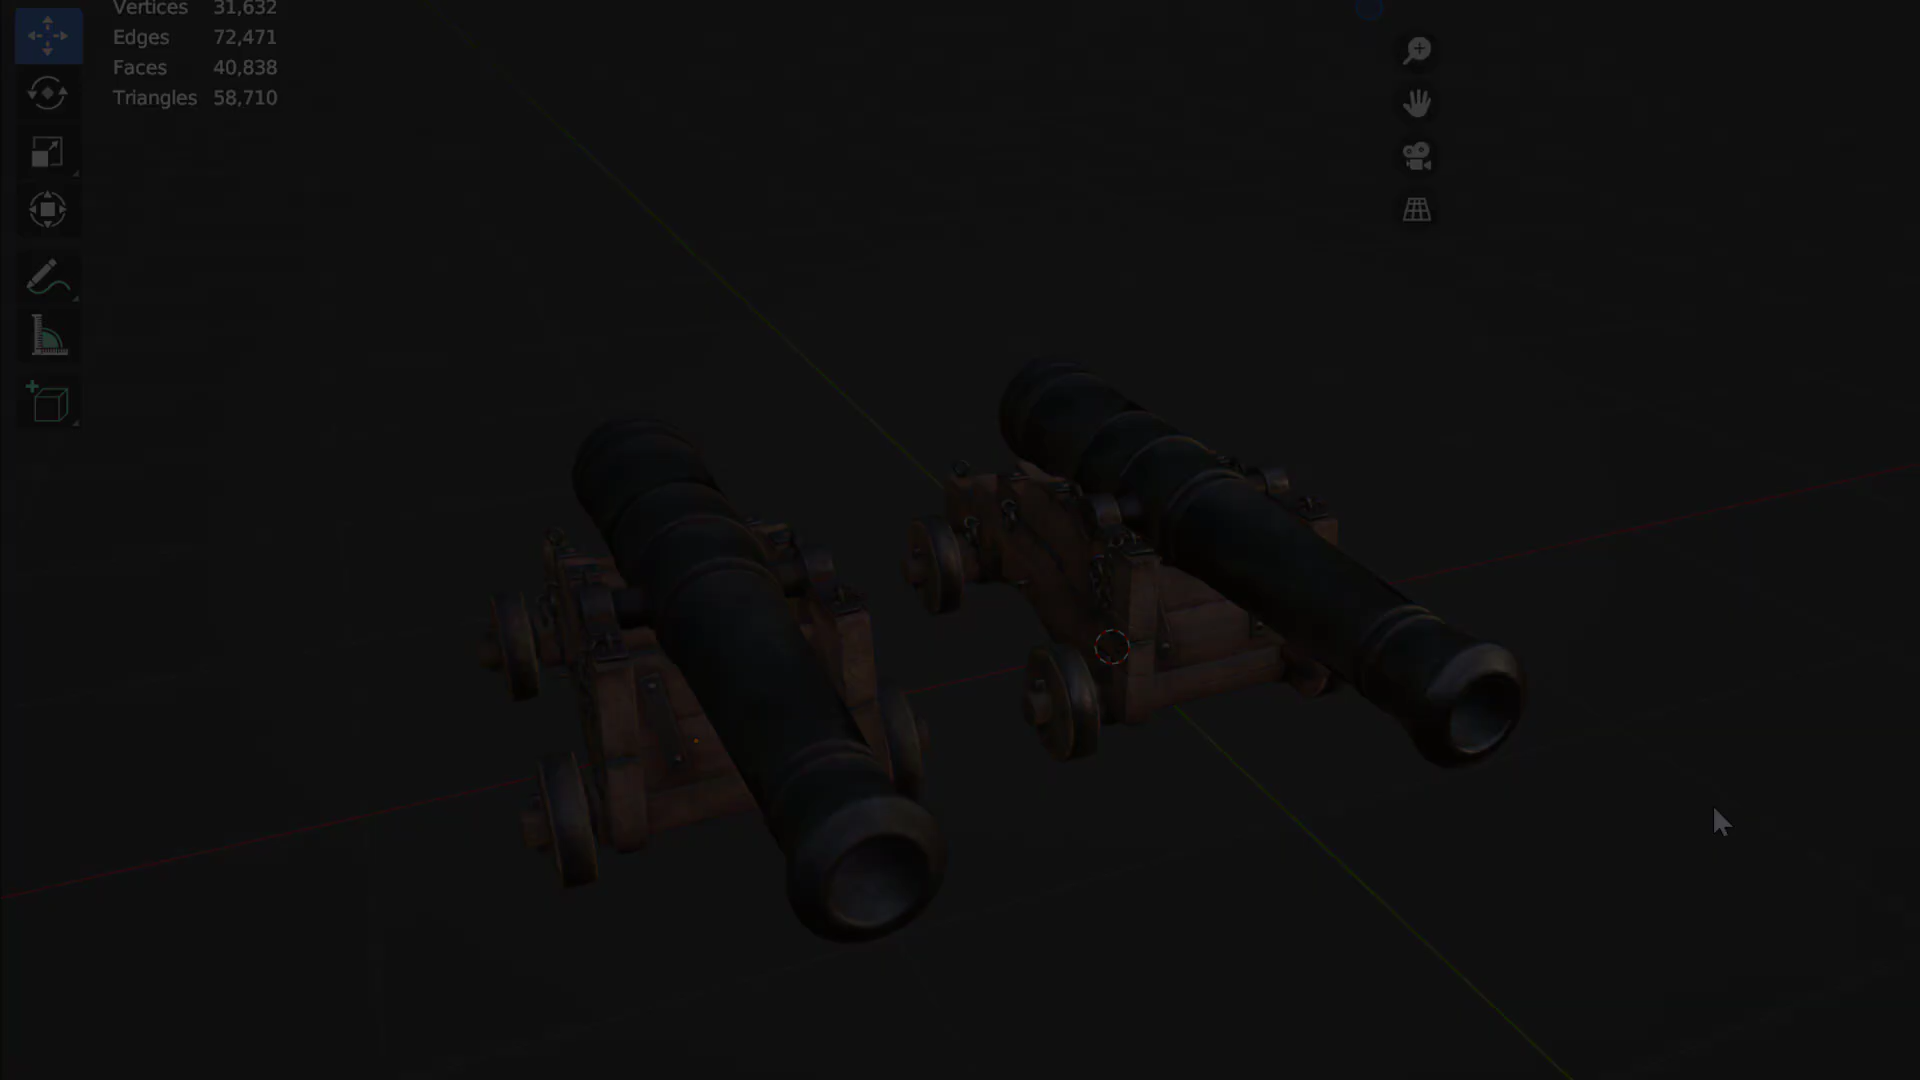 Vertices 31,632
Edges 72,471
Faces 40,838
Triangles 58,710